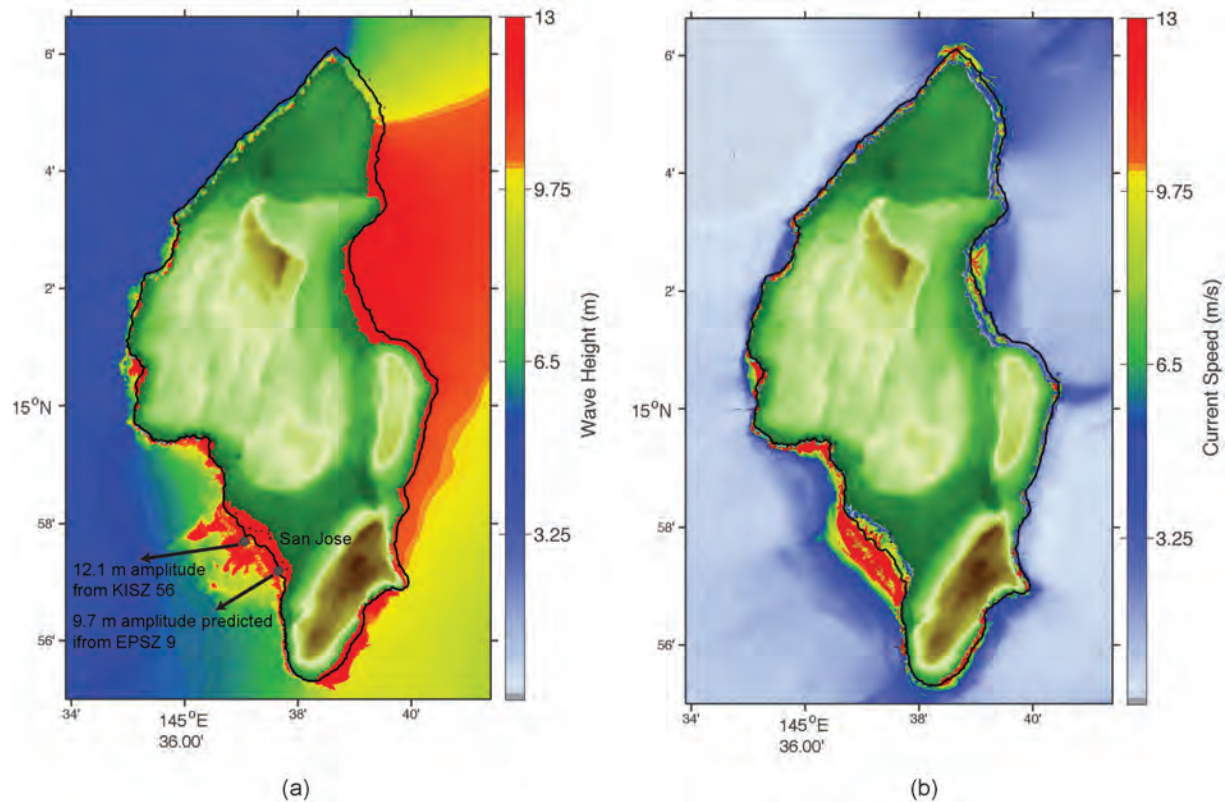 6'
4'
2'
15°N
58'
56'
34'
145°E
36.00'
38'
40'
San Jose
12.1 m amplitude
from KISZ 56
9.7 m amplitude predicted
ifrom EPSZ 9
13
9.75
6.5
3.25
Wave Height (m)
(a)
6'
4'
2'
15°N
58'
56'
34'
145°E
36.00'
38'
40'
13
9.75
6.5
3.25
Current Speed (m/s)
(b)